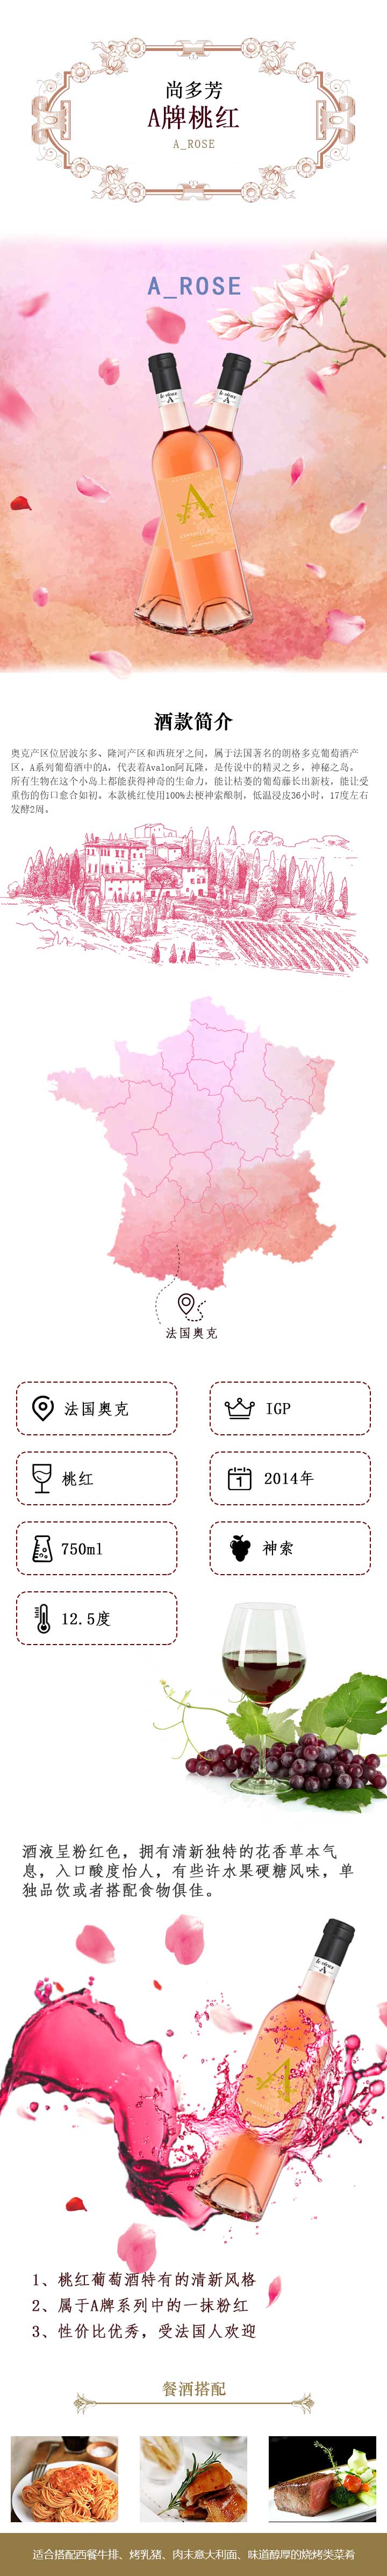 尚多芳
A牌桃红
A_ROSE
A_ROSE
le vieux
A
le vieux
A
A
酒款简介
奥克产区位居波尔多、隆河产区和西班牙之间，属于法国著名的朗格多克葡萄酒产
区，A系列葡萄酒中的A，代表着Avalon阿瓦隆，是传说中的精灵之乡，神秘之岛。
所有生物在这个小岛上都能获得神奇的生命力，能让枯萎的葡萄藤长出新枝，能让受
重伤的伤口愈合如初。本款桃红使用100%去梗神索酿制，低温浸皮36小时，17度左右
发酵2周。
法国奥克
法国奥克
IGP
桃红
1
2014年
750ml
神索
12.5度
酒液呈粉红色，拥有清新独特的花香草本气
息，入口酸度怡人，有些许水果硬糖风味，单
独品饮或者搭配食物俱佳。
le vieux
A
A
1、桃红葡萄酒特有的清新风格
2、属于A牌系列中的一抹粉红
3、性价比优秀，受法国人欢迎
餐酒搭配
适合搭配西餐牛排、烤乳猪、肉末意大利面、味道醇厚的烧烤类菜肴